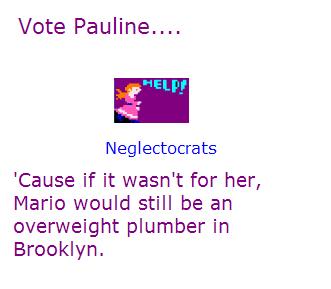 Vote Pauline....
HELP!
Neglectocrats
'Cause if it wasn't for her,
Mario would still be an
overweight plumber in
Brooklyn.